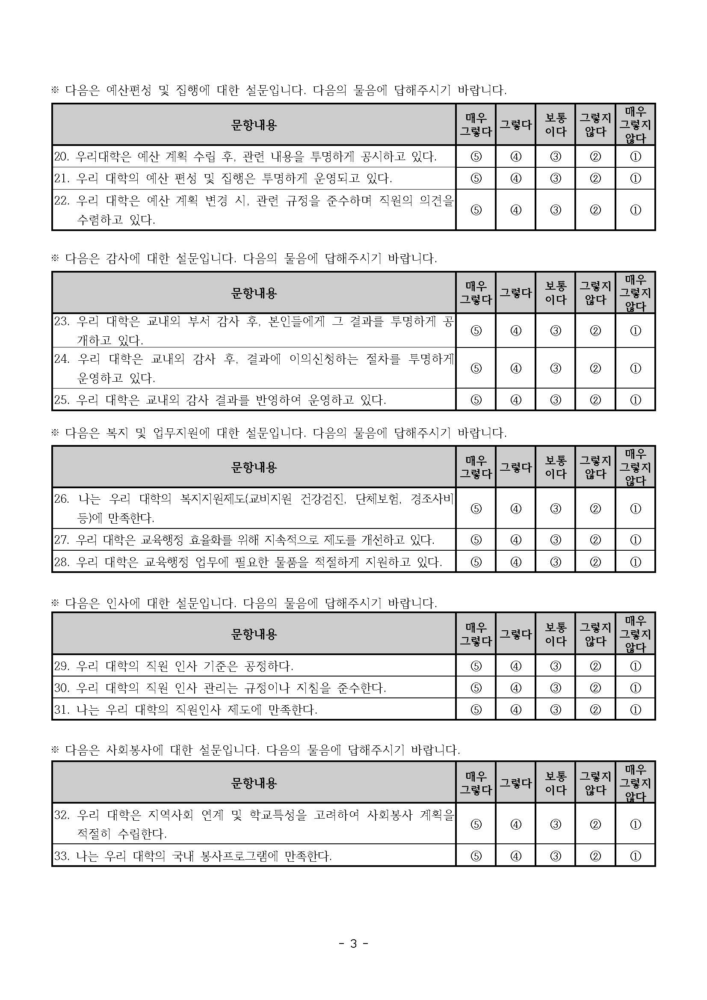 ※ 다음은 예산편성 및 집행에 대한 설문입니다. 다음의 물음에 답해주시기 바랍니다.
문항내용 매우 그렇다 그렇다 보통 이다 그렇지 않다 매우 그렇지 않다
20. 우리대학은 예산 계획 수립 후, 관련 내용을 투명하게 공시하고 있다. ⑤ ④ ③ ② ①
21. 우리 대학의 예산 편성 및 집행은 투명하게 운영되고 있다. ⑤ ④ ③ ② ①
22. 우리 대학은 예산 계획 변경 시, 관련 규정을 준수하며 직원의 의견을
수렴하고 있다. ⑤ ④ ③ ② ①
※ 다음은 감사에 대한 설문입니다. 다음의 물음에 답해주시기 바랍니다.
문항내용 매우 그렇다 그렇다 보통 이다 그렇지 않다 매우 그렇지 않다
23. 우리 대학은 교내외 부서 감사 후, 본인들에게 그 결과를 투명하게 공
개하고 있다. ⑤ ④ ③ ② ①
24. 우리 대학은 교내외 감사 후, 결과에 이의신청하는 절차를 투명하게
운영하고 있다. ⑤ ④ ③ ② ①
25. 우리 대학은 교내외 감사 결과를 반영하여 운영하고 있다. ⑤ ④ ③ ② ①
※ 다음은 복지 및 업무지원에 대한 설문입니다. 다음의 물음에 답해주시기 바랍니다.
문항내용 매우 그렇다 그렇다 보통 이다 그렇지 않다 매우 그렇지 않다
26. 나는 우리 대학의 복지지원제도(교비지원 건강검진, 단체보험, 경조사비
등)에 만족한다. ⑤ ④ ③ ② ①
27. 우리 대학은 교육행정 효율화를 위해 지속적으로 제도를 개선하고 있다. ⑤ ④ ③ ② ①
28. 우리 대학은 교육행정 업무에 필요한 물품을 적절하게 지원하고 있다. ⑤ ④ ③ ② ①
※ 다음은 인사에 대한 설문입니다. 다음의 물음에 답해주시기 바랍니다.
문항내용 매우 그렇다 그렇다 보통 이다 그렇지 않다 매우 그렇지 않다
29. 우리 대학의 직원 인사 기준은 공정하다. ⑤ ④ ③ ② ①
30. 우리 대학의 직원 인사 관리는 규정이나 지침을 준수한다. ⑤ ④ ③ ② ①
31. 나는 우리 대학의 직원인사 제도에 만족한다. ⑤ ④ ③ ② ①
※ 다음은 사회봉사에 대한 설문입니다. 다음의 물음에 답해주시기 바랍니다.
문항내용 매우 그렇다 그렇다 보통 이다 그렇지 않다 매우 그렇지 않다
32. 우리 대학은 지역사회 연계 및 학교특성을 고려하여 사회봉사 계획을
적절히 수립한다. ⑤ ④ ③ ② ①
33. 나는 우리 대학의 국내 봉사프로그램에 만족한다. ⑤ ④ ③ ② ①
- 3 -